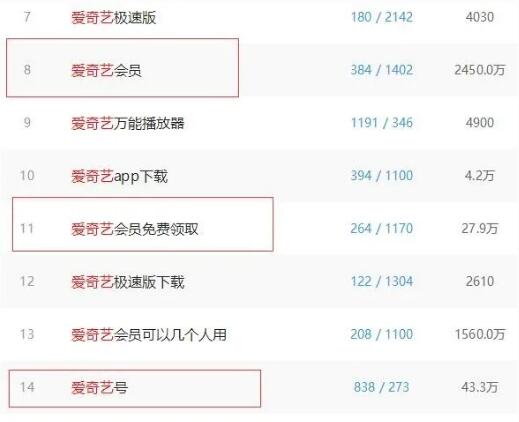 7 爱奇艺极速版 180 / 2142 4030
8 爱奇艺会员 384 / 1402 2450.0万
9 爱奇艺万能播放器 1191 / 346 4900
10 爱奇艺app下载 394 / 1100 4.2万
11 爱奇艺会员免费领取 264 / 1170 27.9万
12 爱奇艺极速版下载 122 / 1304 2610
13 爱奇艺会员可以几个人用 208 / 1100 1560.0万
14 爱奇艺号 838 / 273 43.3万